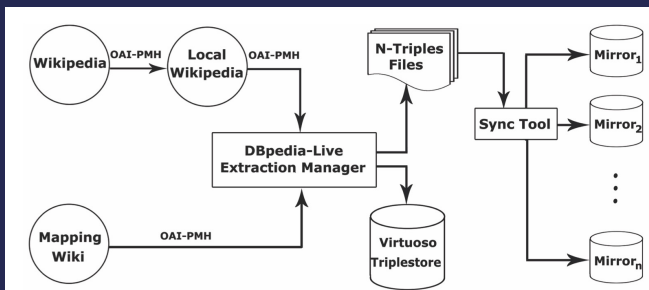 OAI-PMH
OAI-PMH
Wikipedia
Local
Wikipedia
N-Triples
Files
Mirror1
Sync Tool
Mirror2
DBpedia-Live
Extraction Manager
Mapping
Wiki
OAI-PMH
Virtuoso
Triplestore
Mirrorn